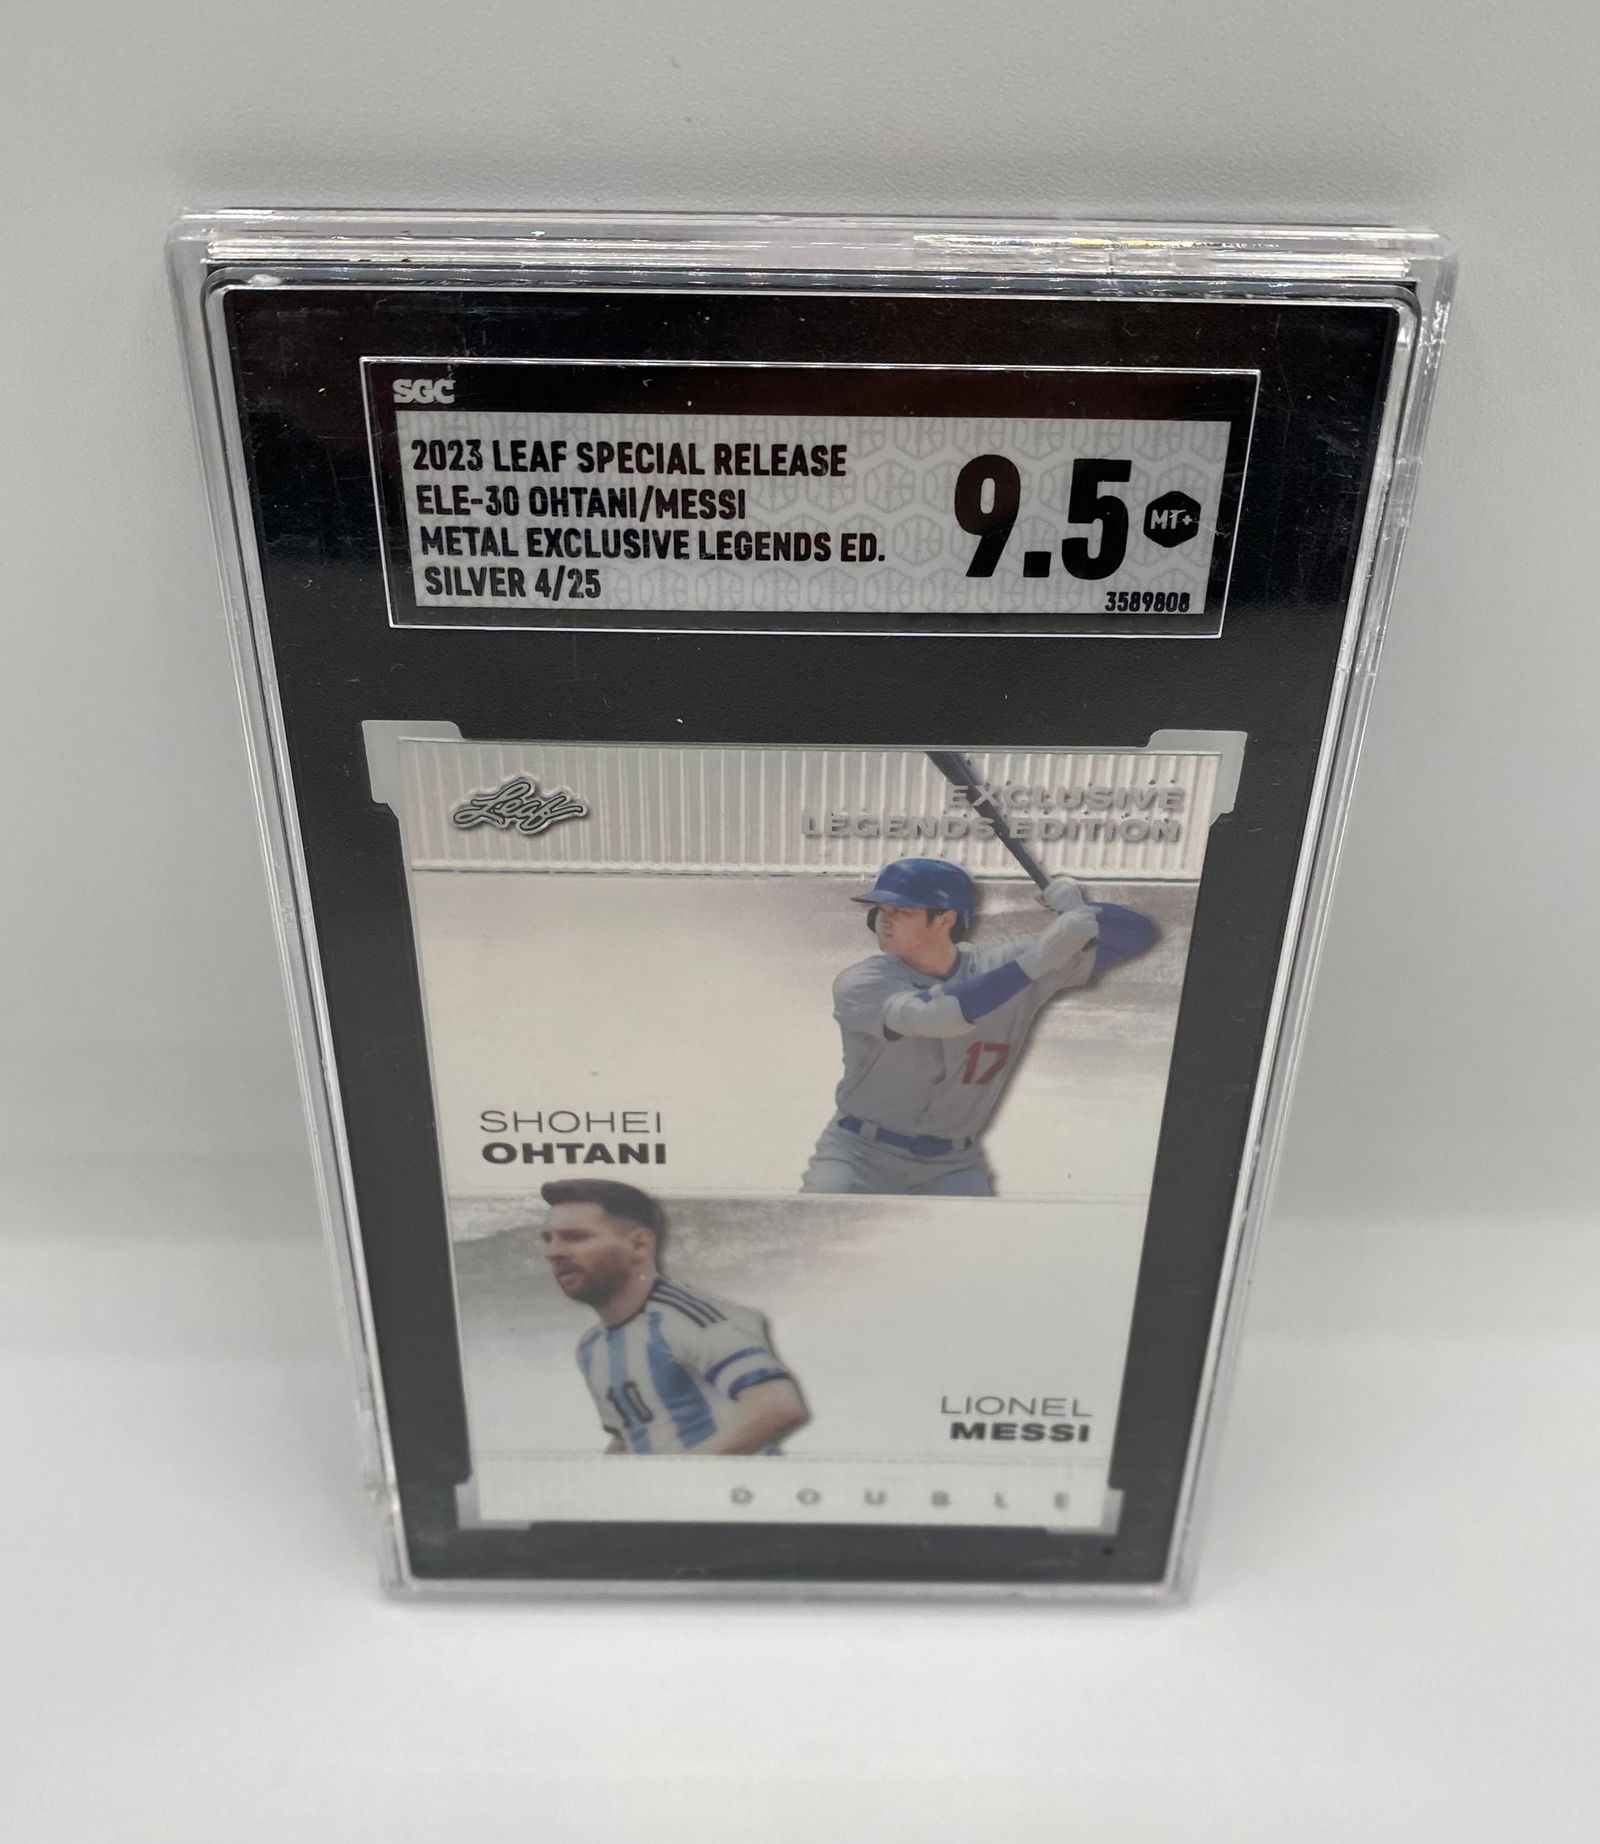 SGC
2023 LEAF SPECIAL RELEASE
ELE-30 OHTANI/MESSI
METAL EXCLUSIVE LEGENDS ED.
SILVER 4/25
9.5 MT+
3589808
Leaf
EXCLUSIVE
LEGENDS EDITION
17
SHOHEI
OHTANI
10
LIONEL
MESSI
DOUBLE